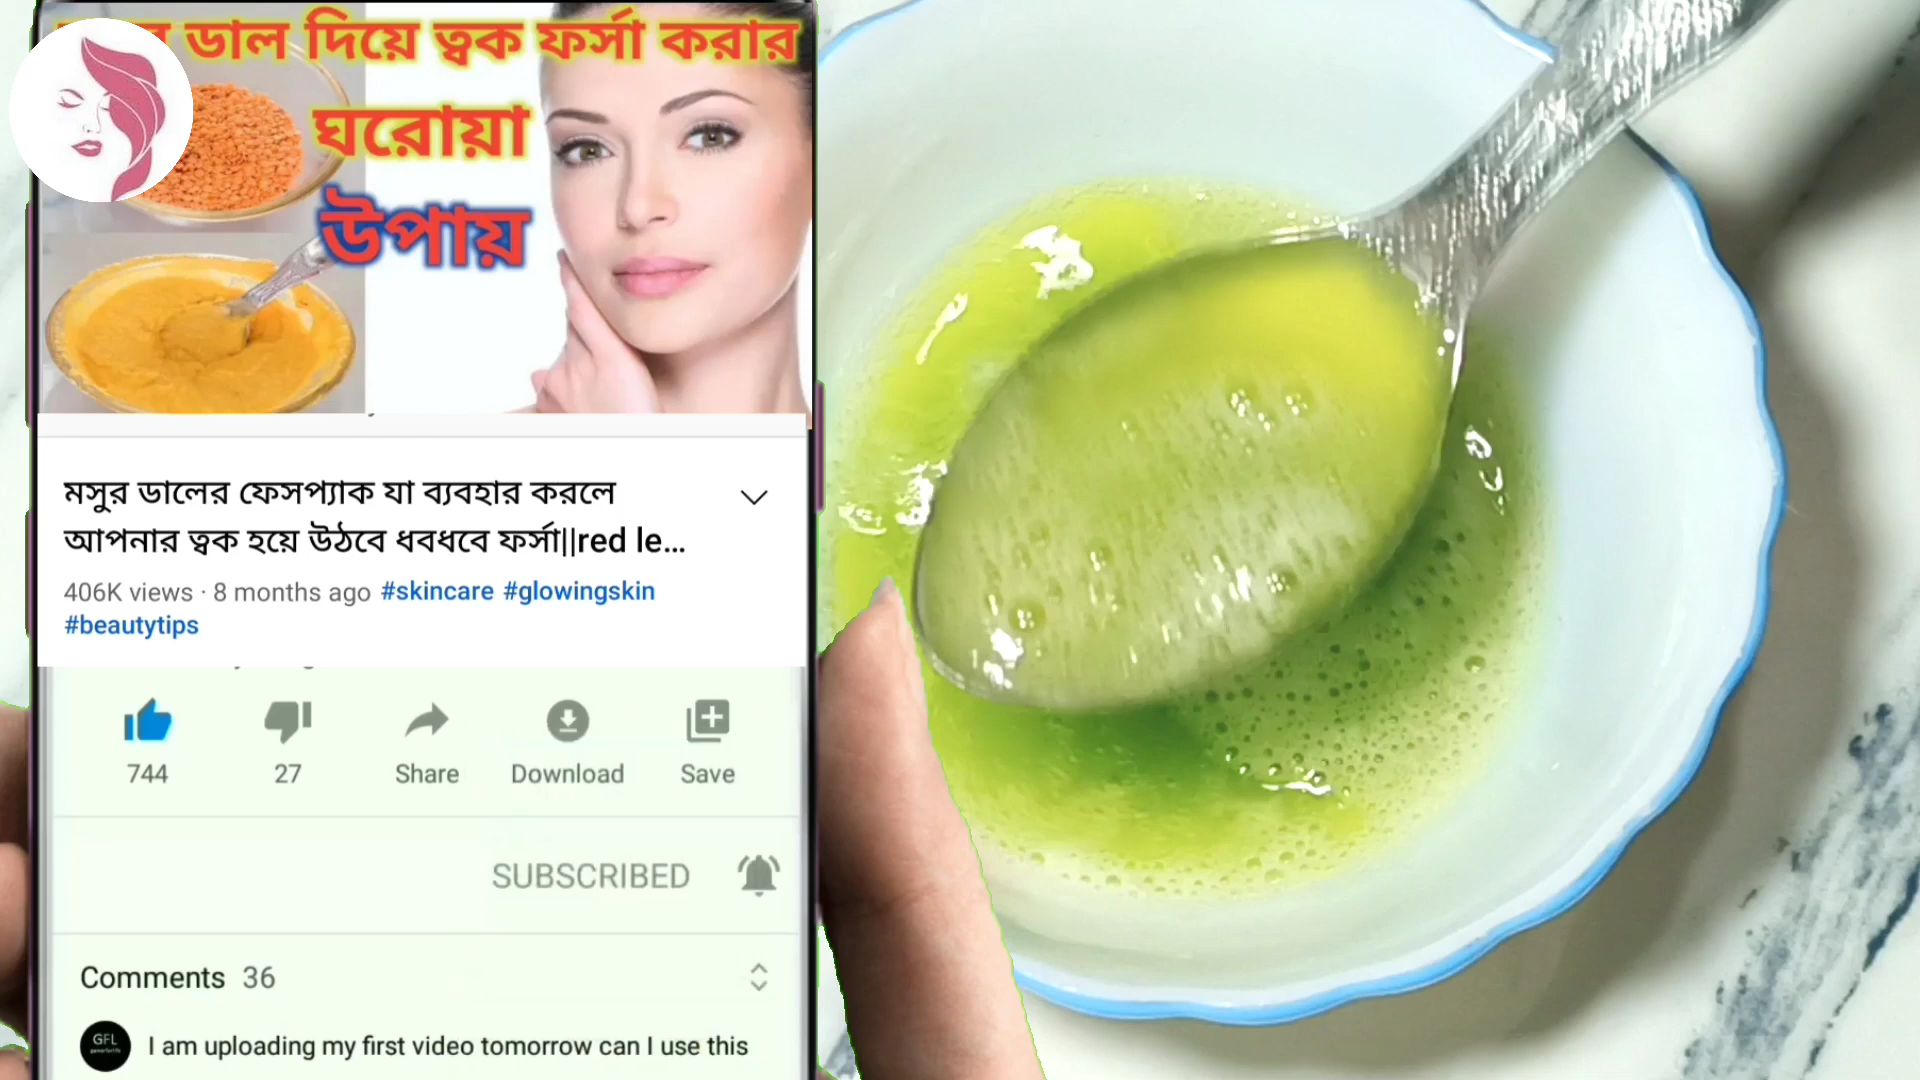 ডাল দিয়ে ত্বক ফর্সা করার
ঘরোয়া
উপায়
মসুর ডালের ফেসপ্যাক যা ব্যবহার করলে
আপনার ত্বক হয়ে উঠবে ধবধবে ফর্সা||red le...
406K views · 8 months ago #skincare #glowingskin
#beautytips
744
27
Share
Download
Save
SUBSCRIBED
Comments 36
GFL
I am uploading my first video tomorrow can I use this